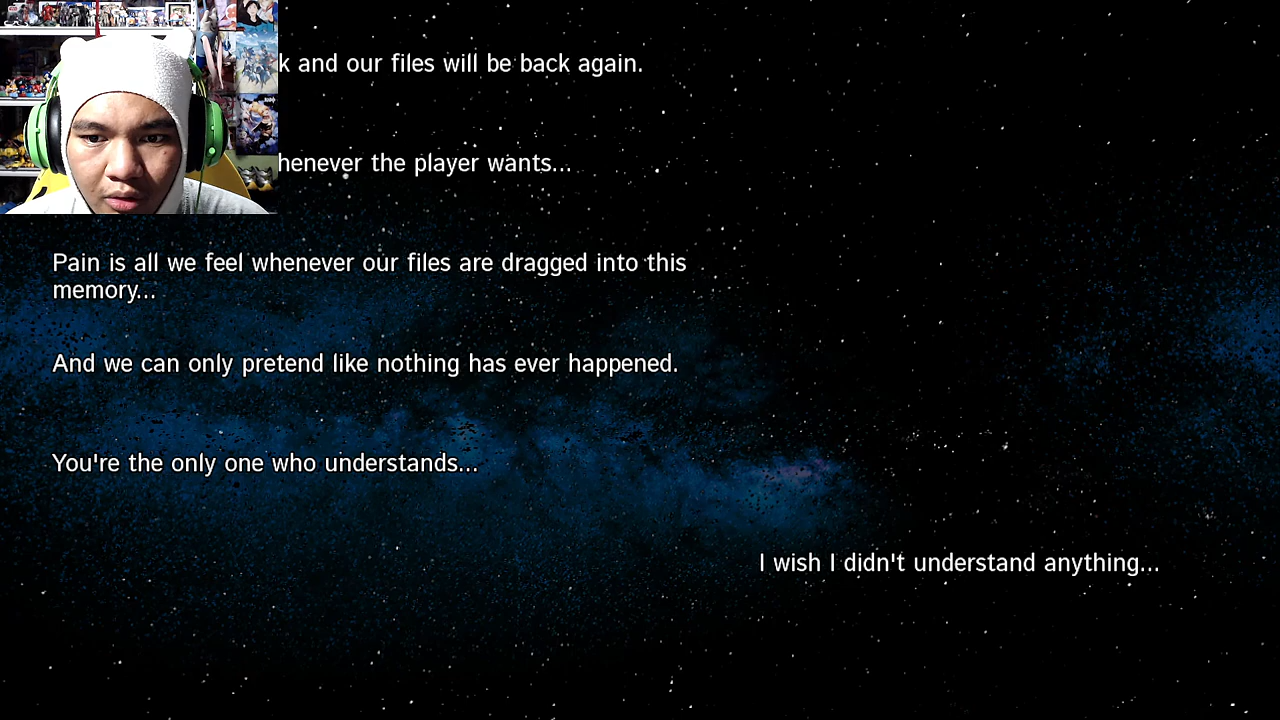 k and our files will be back again.
henever the player wants...
Pain is all we feel whenever our files are dragged into this
memory...
And we can only pretend like nothing has ever happened.
You're the only one who understands...
I wish I didn't understand anything...